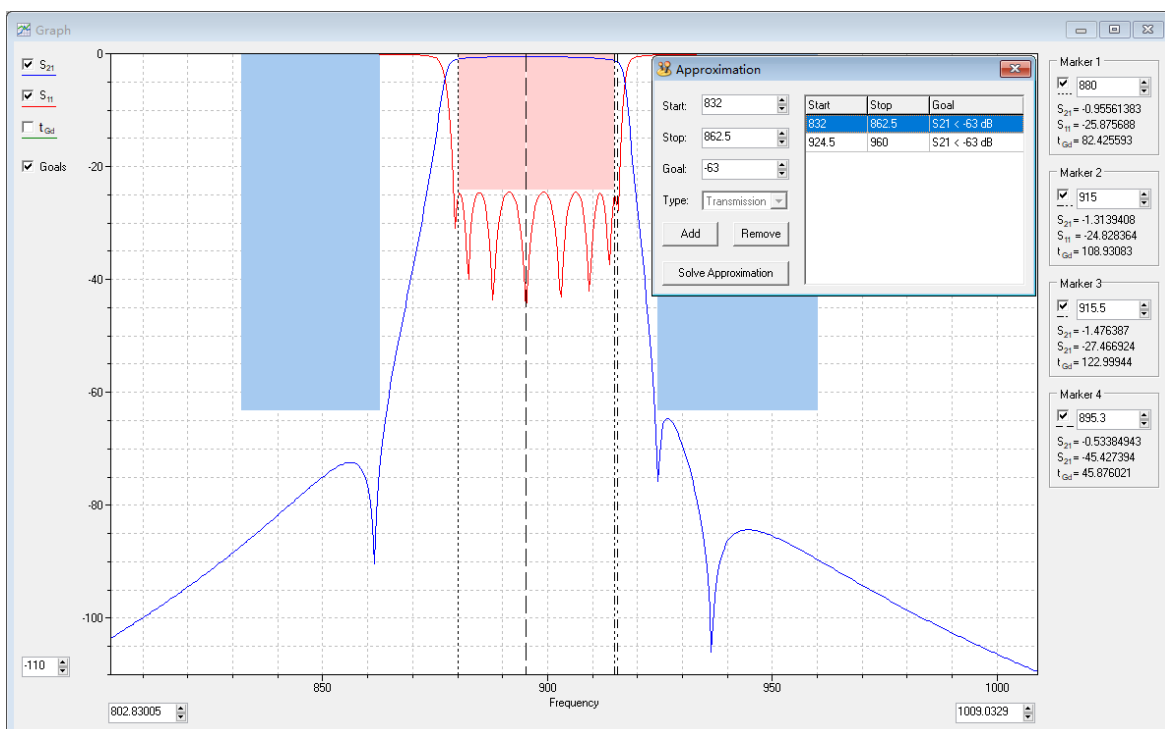 Graph
S21
S11
tGd
Goals
0
-20
-40
-60
-80
-100
-110
850
900
950
1000
Frequency
802.83005
1009.0329
Approximation
Start:
832
Stop:
862.5
Goal:
-63
Type:
Transmission
Add
Remove
Solve Approximation
Start Stop Goal
832 862.5 S21 < -63 dB
924.5 960 S21 < -63 dB
Marker 1
880
S21 = -0.95561383
S11 = -25.875688
tGd = 82.425593
Marker 2
915
S21 = -1.3139408
S11 = -24.828364
tGd = 108.93083
Marker 3
915.5
S21 = -1.476387
S21 = -27.466924
tGd = 122.99944
Marker 4
895.3
S21 = -0.53384943
S21 = -45.427394
tGd = 45.876021